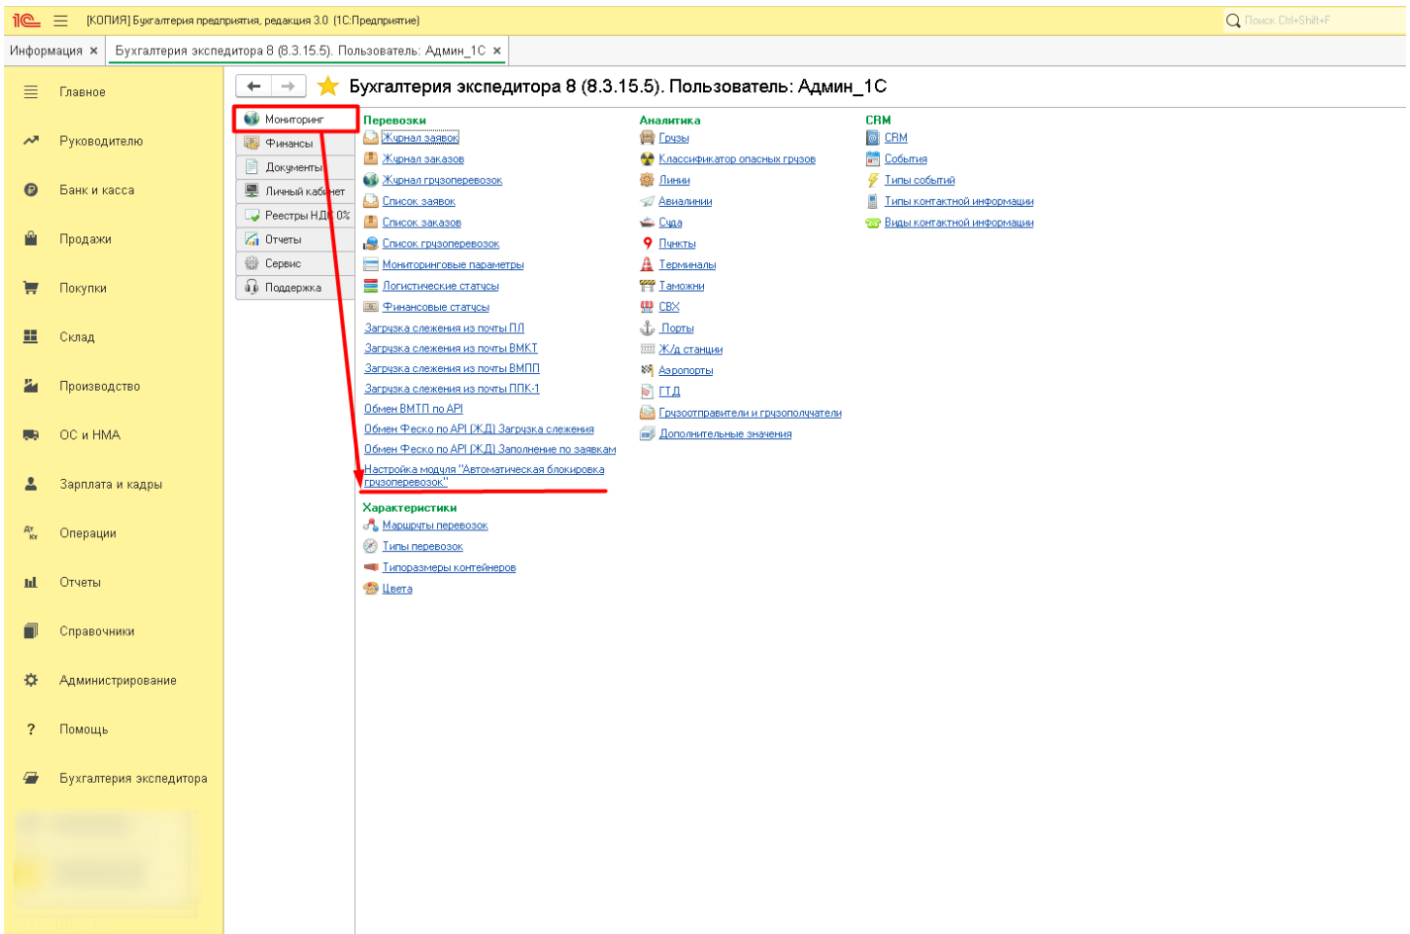 1С [КОПИЯ] Бухгалтерия предприятия, редакция 3.0 (1С:Предприятие)
Поиск Ctrl+Shift+F
Информация ×
Бухгалтерия экспедитора 8 (8.3.15.5). Пользователь: Админ_1С ×
Главное
Руководителю
Банк и касса
Продажи
Покупки
Склад
Производство
ОС и НМА
Зарплата и кадры
Дт Кт Операции
Отчеты
Справочники
Администрирование
? Помощь
Бухгалтерия экспедитора
Бухгалтерия экспедитора 8 (8.3.15.5). Пользователь: Админ_1С
Мониторинг
Финансы
Документы
Личный кабинет
Реестры НДС 0%
Отчеты
Сервис
Поддержка
Перевозки
Журнал заявок
Журнал заказов
Журнал грузоперевозок
Список заявок
Список заказов
Список грузоперевозок
Мониторинговые параметры
Логистические статусы
Финансовые статусы
Загрузка слежения из почты ПЛ
Загрузка слежения из почты ВМКТ
Загрузка слежения из почты ВМПП
Загрузка слежения из почты ППК-1
Обмен ВМТП по API
Обмен Феско по API (ЖД) Загрузка слежения
Обмен Феско по API (ЖД) Заполнение по заявкам
Настройка модуля "Автоматическая блокировка
грузоперевозок"
Характеристики
Маршруты перевозок
Типы перевозок
Типоразмеры контейнеров
Цвета
Аналитика
Грузы
Классификатор опасных грузов
Линии
Авиалинии
Суда
Пункты
Терминалы
Таможни
СВХ
Порты
Ж/д станции
Аэропорты
ГТД
Грузоотправители и грузополучатели
Дополнительные значения
CRM
CRM
События
Типы событий
Типы контактной информации
Виды контактной информации